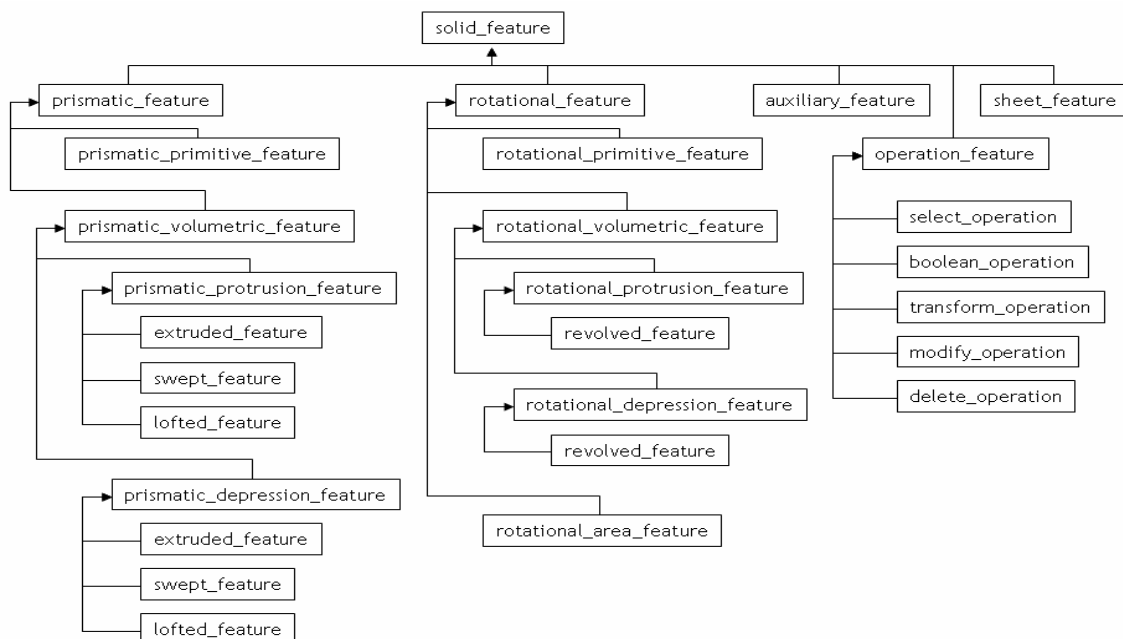 solid_feature
prismatic_feature
rotational_feature
auxiliary_feature
sheet_feature
prismatic_primitive_feature
rotational_primitive_feature
operation_feature
prismatic_volumetric_feature
rotational_volumetric_feature
select_operation
boolean_operation
prismatic_protrusion_feature
rotational_protrusion_feature
transform_operation
extruded_feature
revolved_feature
modify_operation
swept_feature
rotational_depression_feature
delete_operation
lofted_feature
revolved_feature
prismatic_depression_feature
rotational_area_feature
extruded_feature
swept_feature
lofted_feature